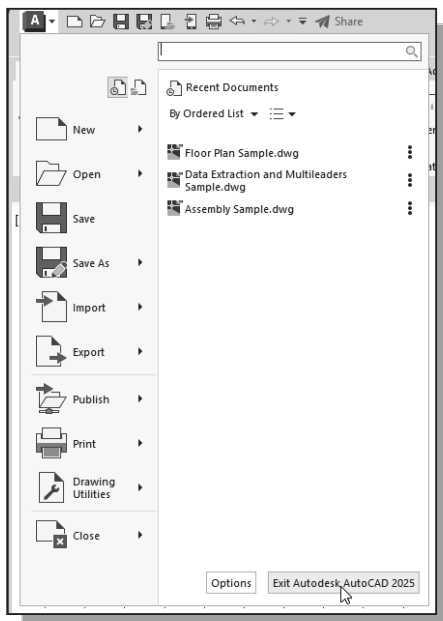 A
Share
Recent Documents
By Ordered List
New
Open
Save
Save As
Import
Export
Publish
Print
Drawing
Utilities
Close
Floor Plan Sample.dwg
Data Extraction and Multileaders
Sample.dwg
Assembly Sample.dwg
Options
Exit Autodesk AutoCAD 2025